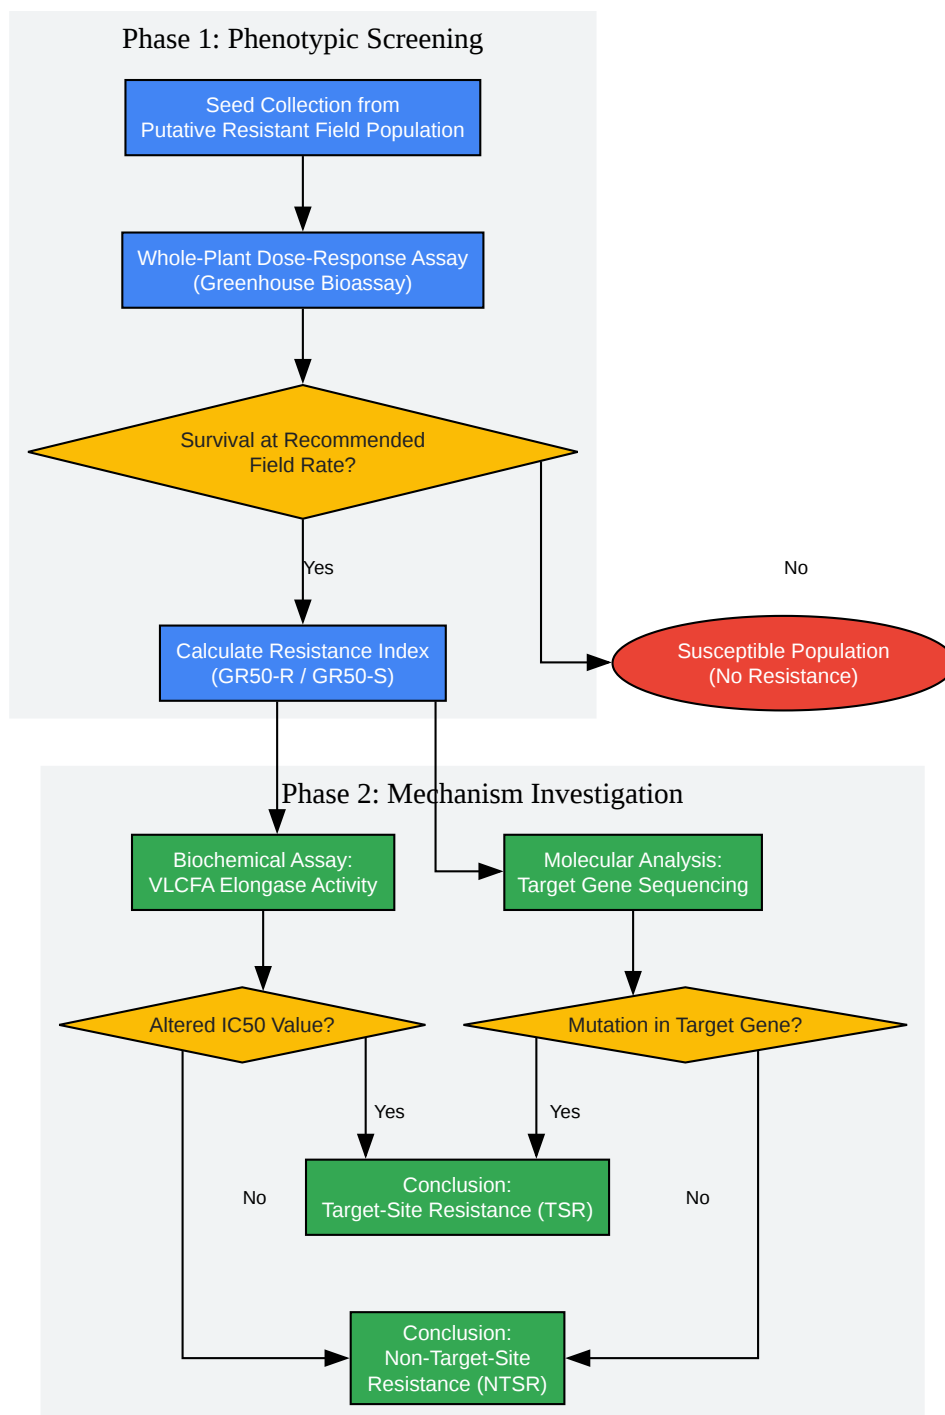 Phase 1: Phenotypic Screening
Seed Collection from
Putative Resistant Field Population
Whole-Plant Dose-Response Assay
(Greenhouse Bioassay)
Survival at Recommended
Field Rate?
Yes
No
Calculate Resistance Index
(GR50-R / GR50-S)
Susceptible Population
(No Resistance)
Phase 2: Mechanism Investigation
Biochemical Assay:
VLCFA Elongase Activity
Molecular Analysis:
Target Gene Sequencing
Altered IC50 Value?
Mutation in Target Gene?
Yes
Yes
No
Conclusion:
Target-Site Resistance (TSR)
No
Conclusion:
Non-Target-Site
Resistance (NTSR)